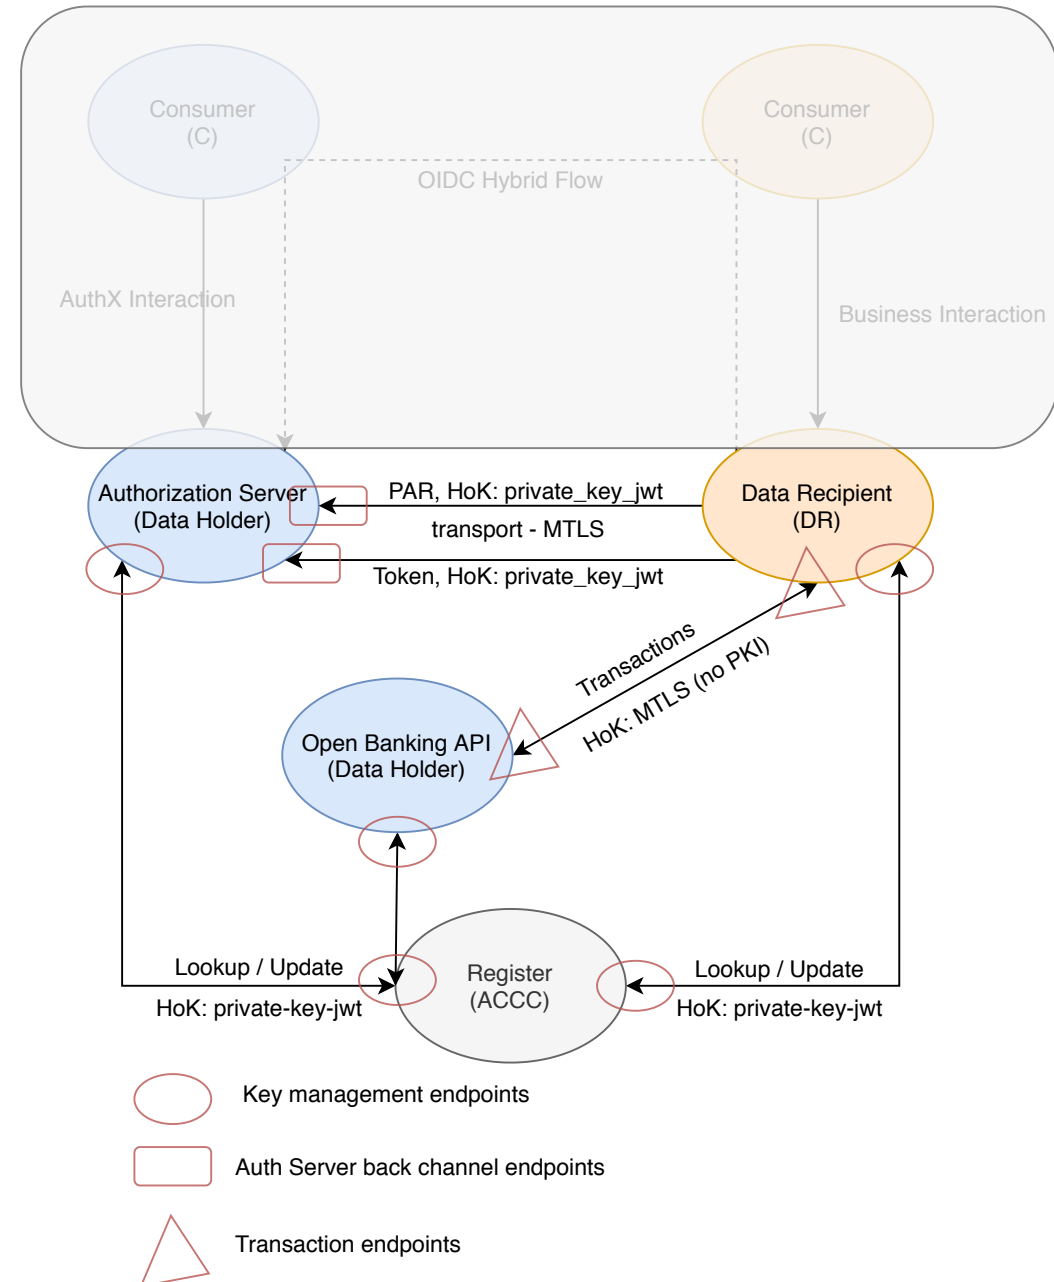 Consumer
(C)
Consumer
(C)
OIDC Hybrid Flow
AuthX Interaction
Business Interaction
Authorization Server
(Data Holder)
PAR, HoK: private_key_jwt
transport - MTLS
Token, HoK: private_key_jwt
Data Recipient
(DR)
Transactions
HoK: MTLS (no PKI)
Open Banking API
(Data Holder)
Lookup / Update
HoK: private-key-jwt
Register
(ACCC)
Lookup / Update
HoK: private-key-jwt
Key management endpoints
Auth Server back channel endpoints
Transaction endpoints